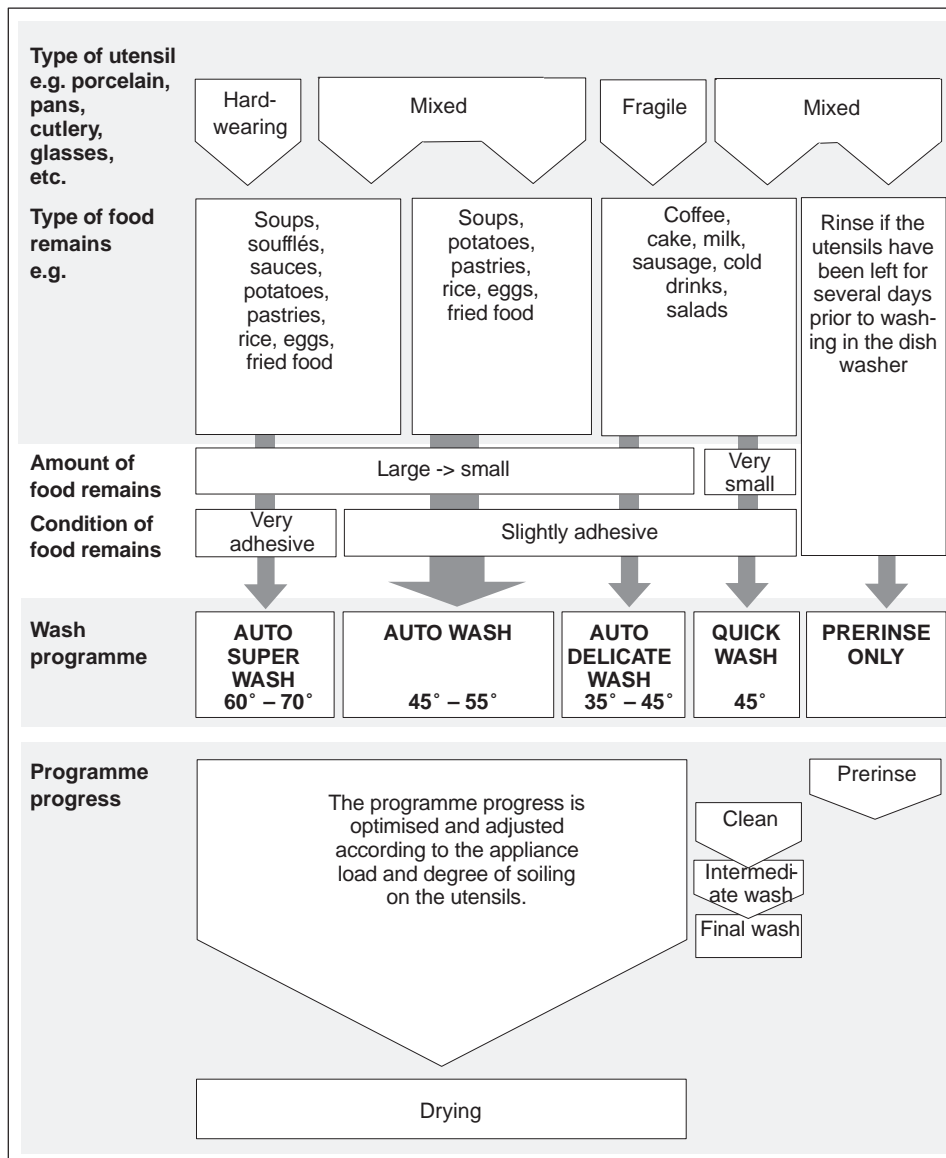 Type of utensil
e.g. porcelain,
pans,
cutlery,
glasses,
etc.
Hard-
wearing
Mixed
Fragile
Mixed
Type of food
remains
e.g.
Soups,
soufflés,
sauces,
potatoes,
pastries,
rice, eggs,
fried food
Soups,
potatoes,
pastries,
rice, eggs,
fried food
Coffee,
cake, milk,
sausage, cold
drinks,
salads
Rinse if the
utensils have
been left for
several days
prior to wash-
ing in the dish
washer
Amount of
food remains
Large -> small
Very
small
Condition of
food remains
Very
adhesive
Slightly adhesive
Wash
programme
AUTO
SUPER
WASH
60° – 70°
AUTO WASH
45° – 55°
AUTO
DELICATE
WASH
35° – 45°
QUICK
WASH
45°
PRERINSE
ONLY
Programme
progress
The programme progress is
optimised and adjusted
according to the appliance
load and degree of soiling
on the utensils.
Prerinse
Clean
Intermedi-
ate wash
Final wash
Drying